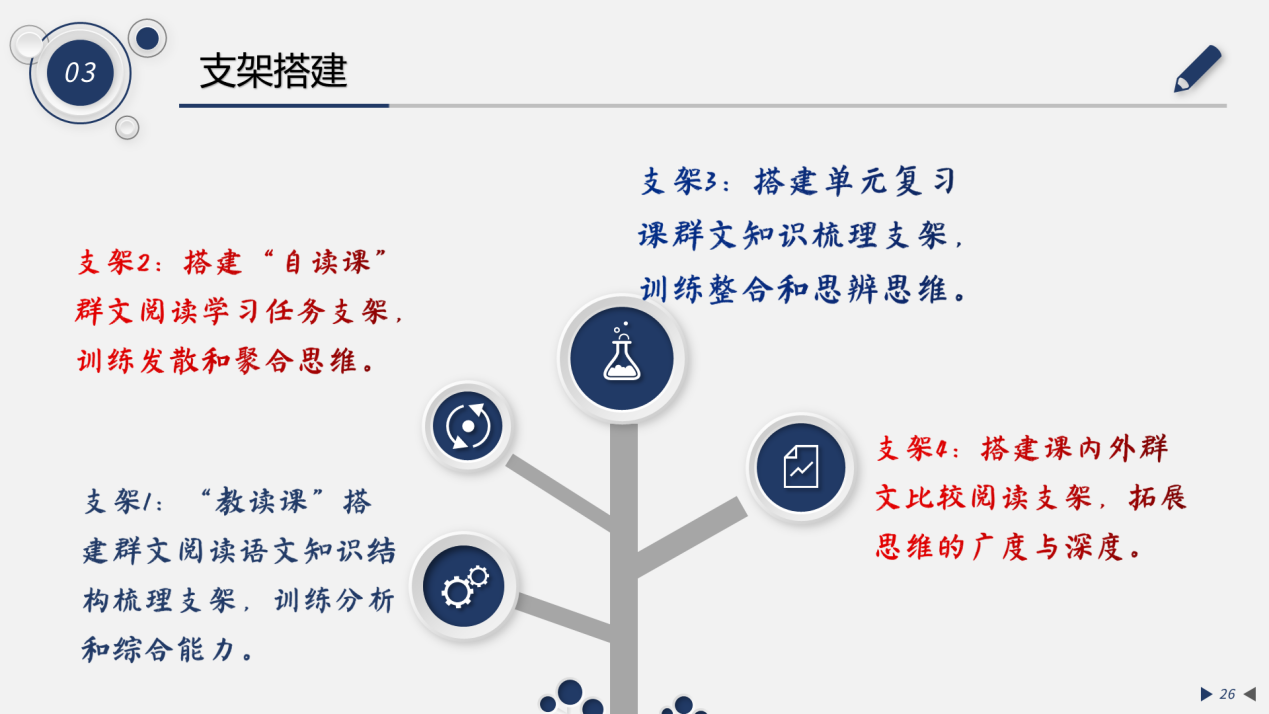 03
支架搭建
支架3：搭建单元复习
课群文知识梳理支架，
训练整合和思辨思维。
支架2：搭建“自读课”
群文阅读学习任务支架，
训练发散和聚合思维。
支架4：搭建课内外群
文比较阅读支架，拓展
思维的广度与深度。
支架1：“教读课”搭
建群文阅读语文知识结
构梳理支架，训练分析
和综合能力。
26